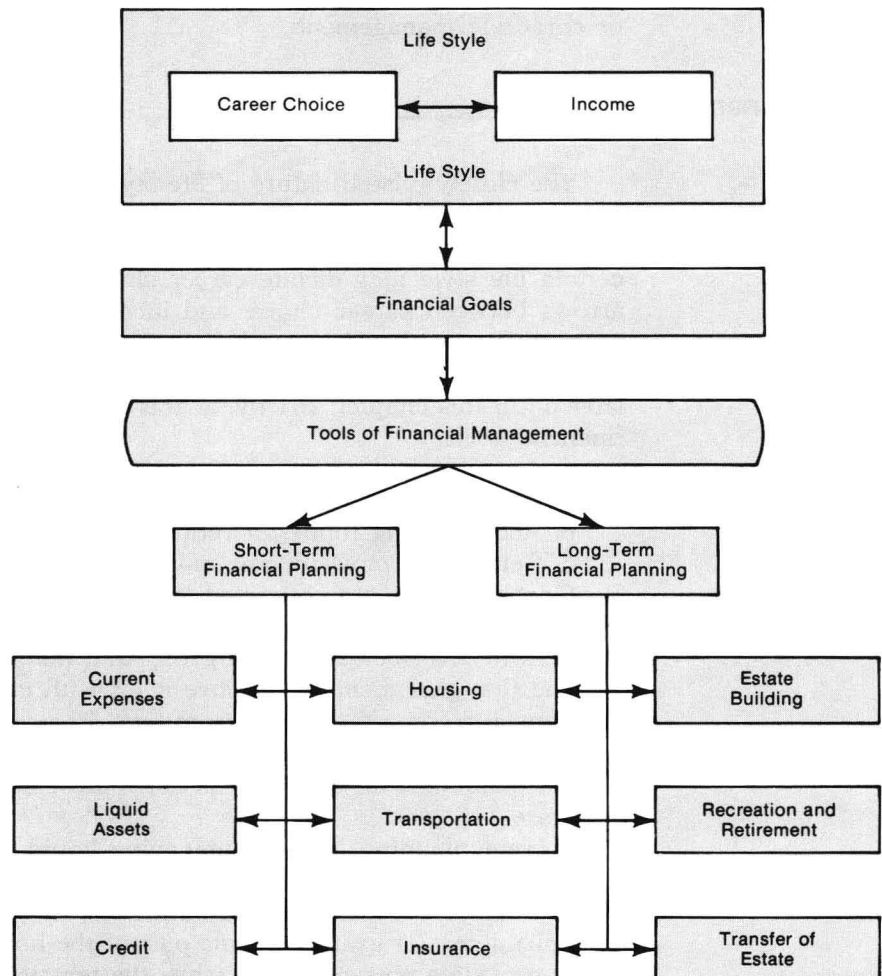 Life Style
Career Choice
Income
Life Style
Financial Goals
Tools of Financial Management
Short-Term
Financial Planning
Long-Term
Financial Planning
Current
Expenses
Housing
Estate
Building
Liquid
Assets
Transportation
Recreation and
Retirement
Credit
Insurance
Transfer of
Estate